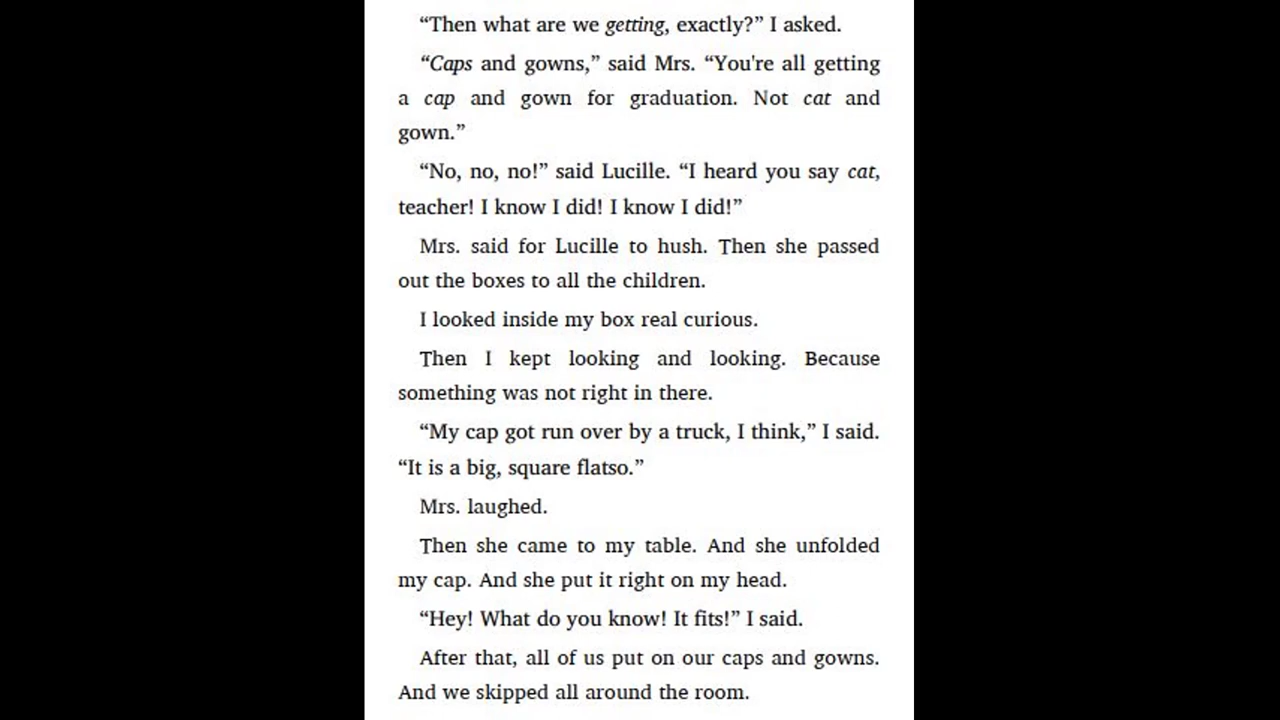 “Then what are we getting, exactly?” I asked.
“Caps and gowns,” said Mrs. “You're all getting
a cap and gown for graduation. Not cat and
gown.”
“No, no, no!” said Lucille. “I heard you say cat,
teacher! I know I did! I know I did!”
Mrs. said for Lucille to hush. Then she passed
out the boxes to all the children.
I looked inside my box real curious.
Then I kept looking and looking. Because
something was not right in there.
“My cap got run over by a truck, I think,” I said.
“It is a big, square flatso.”
Mrs. laughed.
Then she came to my table. And she unfolded
my cap. And she put it right on my head.
“Hey! What do you know! It fits!” I said.
After that, all of us put on our caps and gowns.
And we skipped all around the room.